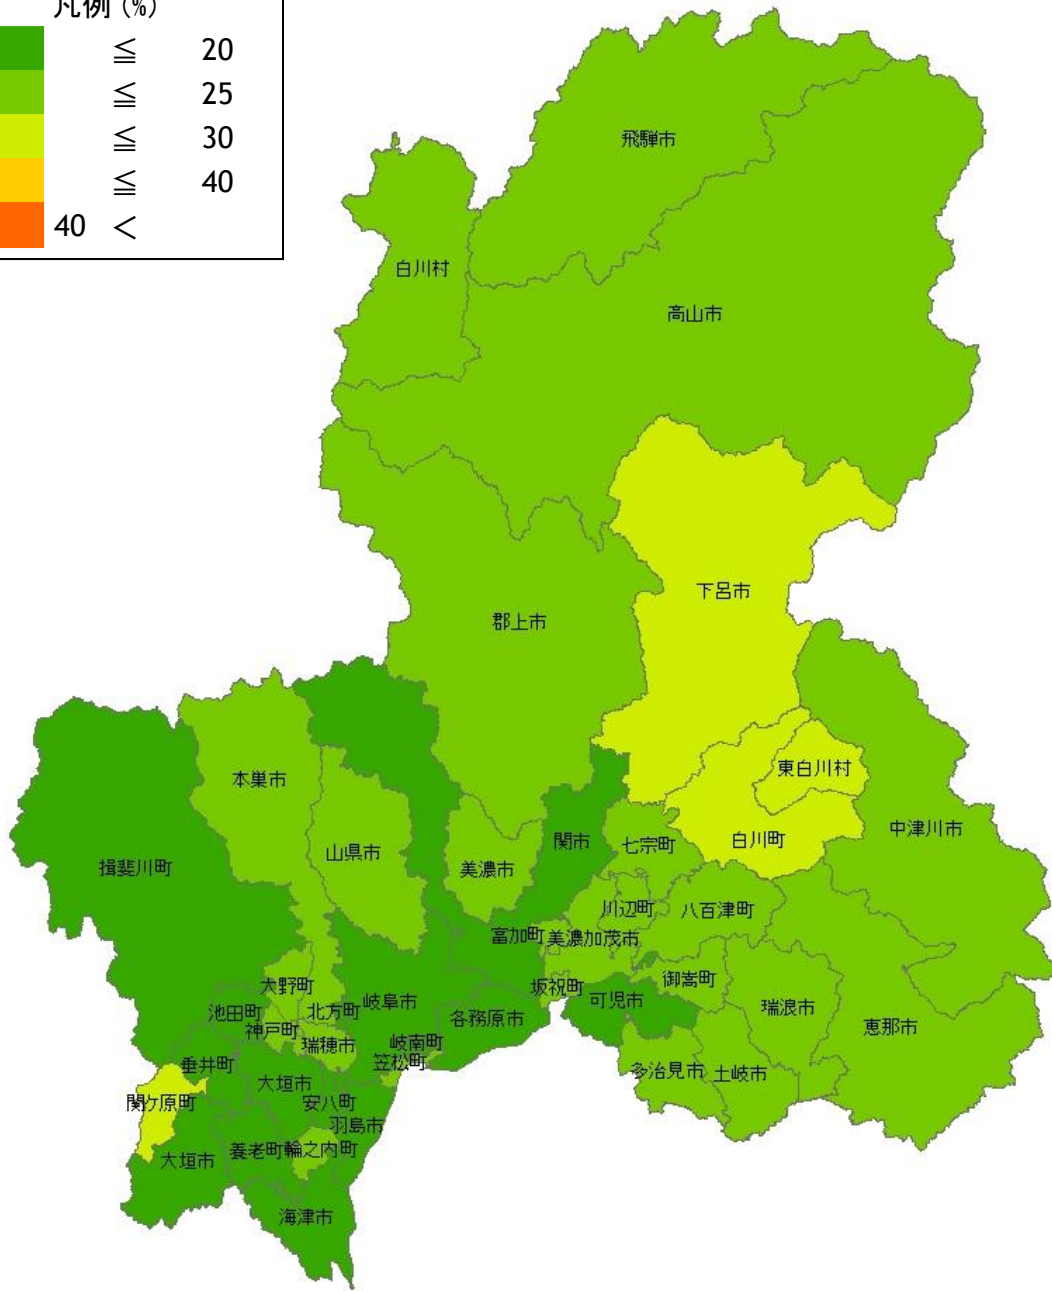 凡例(%)
≦ 20
≦ 25
≦ 30
≦ 40
40 <
飛騨市
白川村
高山市
下呂市
郡上市
東白川村
本巣市
中津川市
関市
白川町
七宗町
山県市
揖斐川町
美濃市
川辺町
八百津町
富加町
美濃加茂市
御嵩町
大野町
坂祝町
可児市
岐阜市
瑞浪市
池田町
北方町
各務原市
恵那市
神戸町
瑞穂市
岐南町
笠松町
垂井町
多治見市
土岐市
大垣市
関ケ原町
安八町
羽島市
養老町
輪之内町
大垣市
海津市